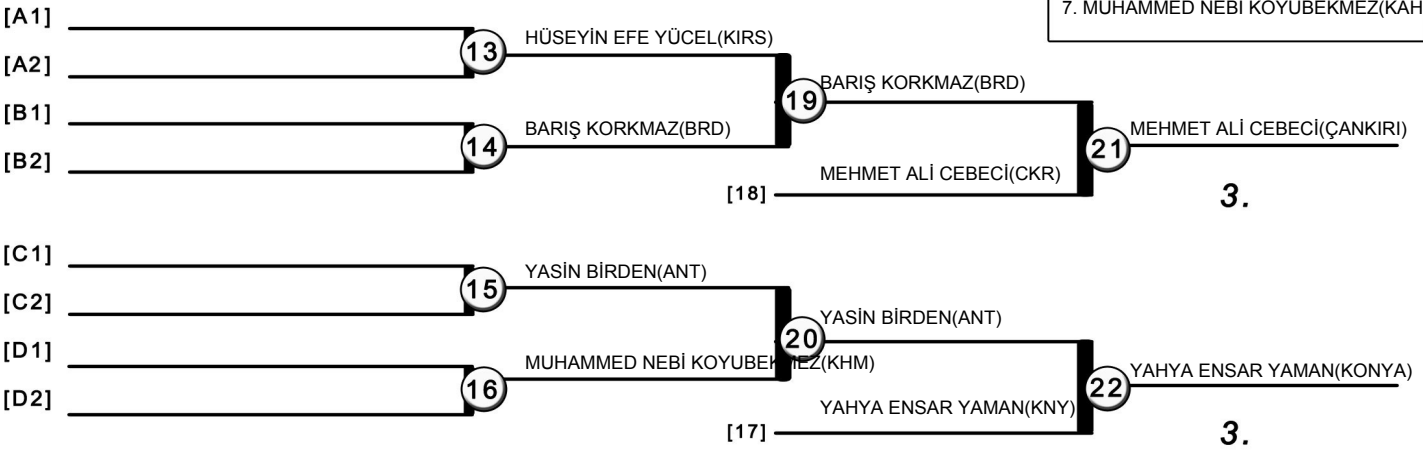 7. MUHAMMED NEBİ KOYUBEKMEZ(KAH
[A1]
13
HÜSEYİN EFE YÜCEL(KIRS)
[A2]
19
BARIŞ KORKMAZ(BRD)
[B1]
14
BARIŞ KORKMAZ(BRD)
21
MEHMET ALİ CEBECİ(ÇANKIRI)
[B2]
MEHMET ALİ CEBECİ(CKR)
[18]
3.
[C1]
15
YASİN BİRDEN(ANT)
[C2]
20
YASİN BİRDEN(ANT)
[D1]
16
MUHAMMED NEBİ KOYUBEKMEZ(KHM)
22
YAHYA ENSAR YAMAN(KONYA)
[D2]
YAHYA ENSAR YAMAN(KNY)
[17]
3.